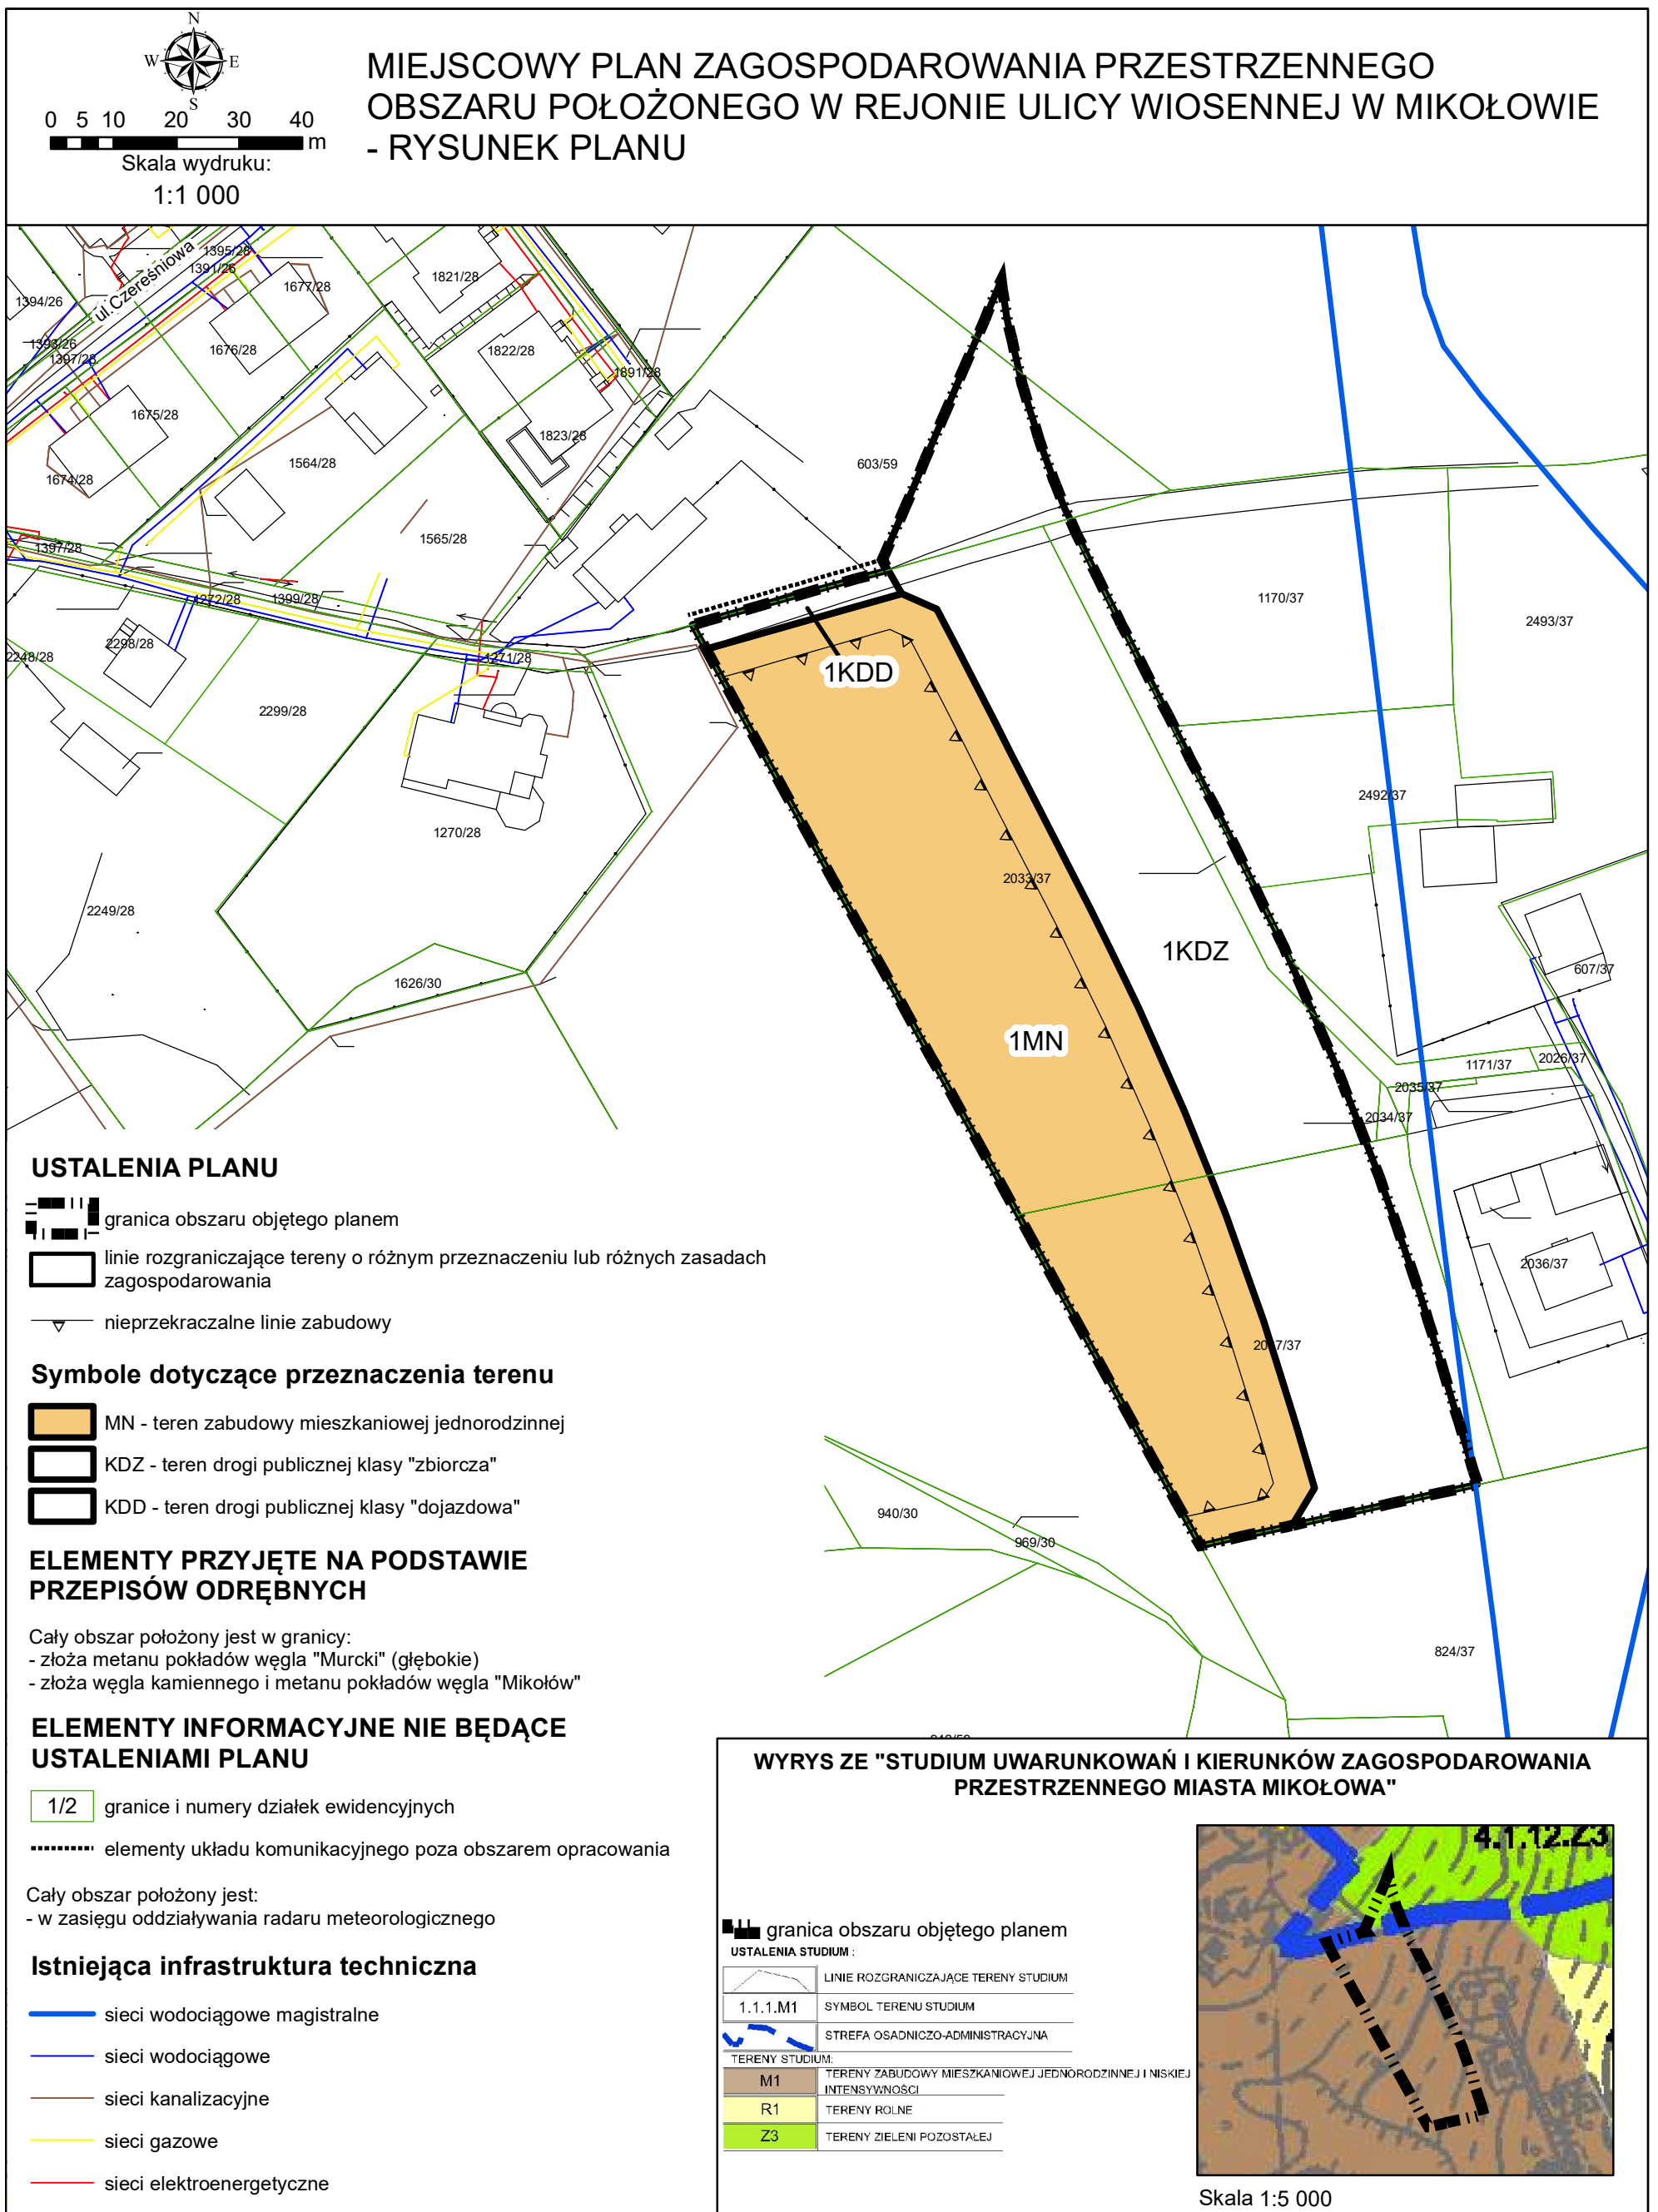 N
W E
S
0 5 10 20 30 40
m
Skala wydruku:
1:1 000
MIEJSCOWY PLAN ZAGOSPODAROWANIA PRZESTRZENNEGO
OBSZARU POŁOŻONEGO W REJONIE ULICY WIOSENNEJ W MIKOŁOWIE
- RYSUNEK PLANU
1395/28
1391/26
ul.Czereśniowa
1394/26
1677/28
1821/28
1393/26
1397/28
1676/28
1822/28
1891/28
1675/28
1823/28
1564/28
603/59
1674/28
1565/28
1397/28
1272/28
1399/28
1170/37
2493/37
2298/28
2248/28
1271/28
1KDD
2299/28
2492/37
1270/28
2033/37
2249/28
1KDZ
607/37
1626/30
1MN
1171/37
2026/37
2035/37
2034/37
2036/37
940/30
969/30
824/37
USTALENIA PLANU
granica obszaru objętego planem
linie rozgraniczające tereny o różnym przeznaczeniu lub różnych zasadach
zagospodarowania
nieprzekraczalne linie zabudowy
Symbole dotyczące przeznaczenia terenu
MN - teren zabudowy mieszkaniowej jednorodzinnej
KDZ - teren drogi publicznej klasy "zbiorcza"
KDD - teren drogi publicznej klasy "dojazdowa"
ELEMENTY PRZYJĘTE NA PODSTAWIE
PRZEPISÓW ODRĘBNYCH
Cały obszar położony jest w granicy:
- złoża metanu pokładów węgla "Murcki" (głębokie)
- złoża węgla kamiennego i metanu pokładów węgla "Mikołów"
ELEMENTY INFORMACYJNE NIE BĘDĄCE
USTALENIAMI PLANU
1/2 granice i numery działek ewidencyjnych
elementy układu komunikacyjnego poza obszarem opracowania
Cały obszar położony jest:
- w zasięgu oddziaływania radaru meteorologicznego
Istniejąca infrastruktura techniczna
sieci wodociągowe magistralne
sieci wodociągowe
sieci kanalizacyjne
sieci gazowe
sieci elektroenergetyczne
WYRYS ZE "STUDIUM UWARUNKOWAŃ I KIERUNKÓW ZAGOSPODAROWANIA
PRZESTRZENNEGO MIASTA MIKOŁOWA"
4.1.12.Z3
granica obszaru objętego planem
USTALENIA STUDIUM :
LINIE ROZGRANICZAJĄCE TERENY STUDIUM
1.1.1.M1 SYMBOL TERENU STUDIUM
STREFA OSADNICZO-ADMINISTRACYJNA
TERENY STUDIUM:
M1 TERENY ZABUDOWY MIESZKANIOWEJ JEDNORODZINNEJ I NISKIEJ
INTENSYWNOŚCI
R1 TERENY ROLNE
Z3 TERENY ZIELENI POZOSTAŁEJ
Skala 1:5 000